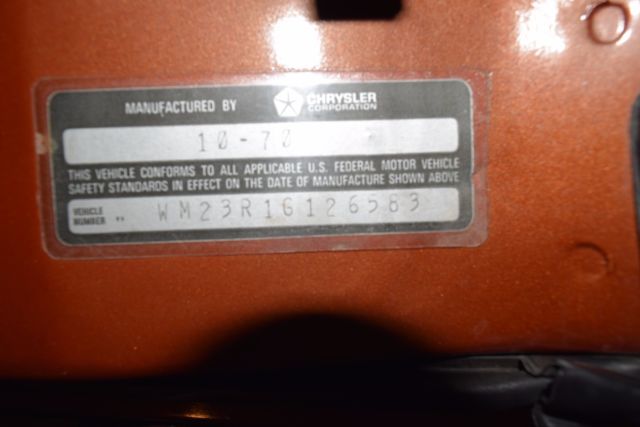 MANUFACTURED BY CHRYSLER CORPORATION
10-70
THIS VEHICLE CONFORMS TO ALL APPLICABLE U.S. FEDERAL MOTOR VEHICLE
SAFETY STANDARDS IN EFFECT ON THE DATE OF MANUFACTURE SHOWN ABOVE
VEHICLE NUMBER WM23R1G126583